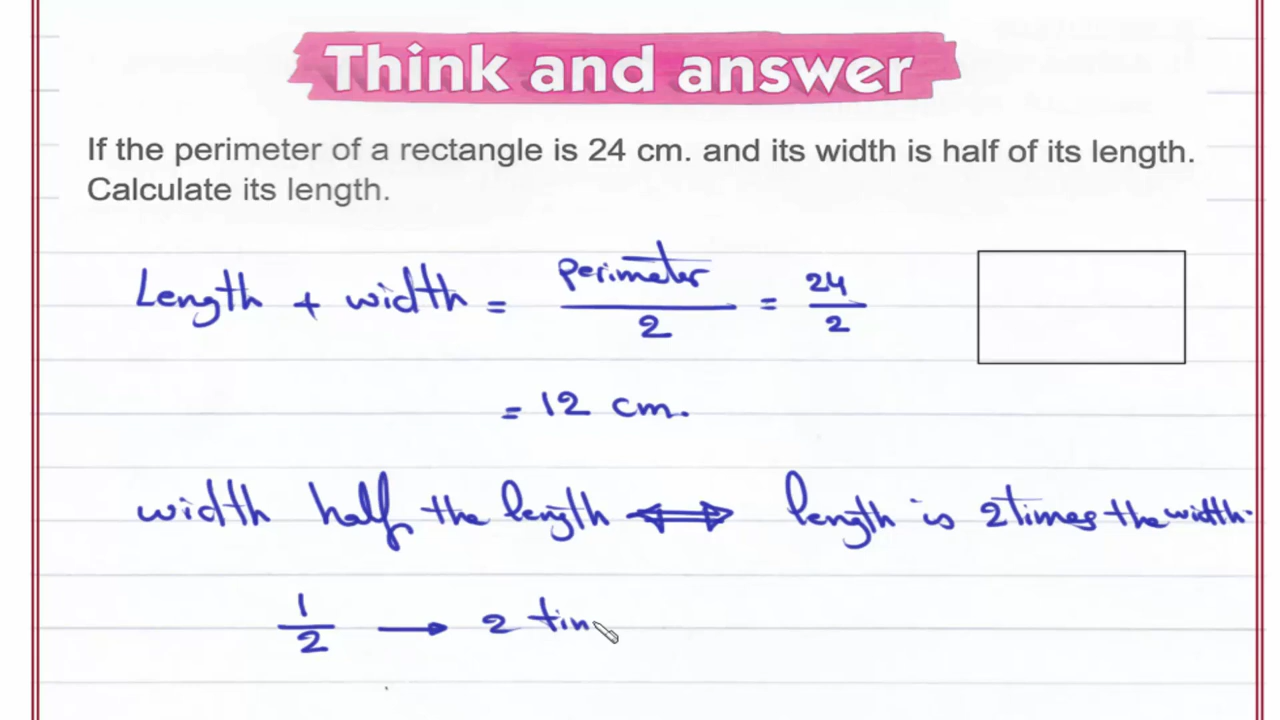 Think and answer
If the perimeter of a rectangle is 24 cm. and its width is half of its length.
Calculate its length.
Length + width = perimeter / 2 = 24 / 2
= 12 cm.
width half the length ⟺ length is 2 times the width.
1 / 2 → 2 tim